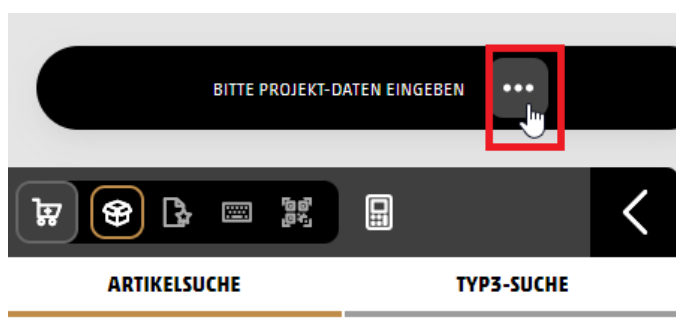 BITTE PROJEKT-DATEN EINGEBEN
ARTIKELSUCHE
TYP3-SUCHE